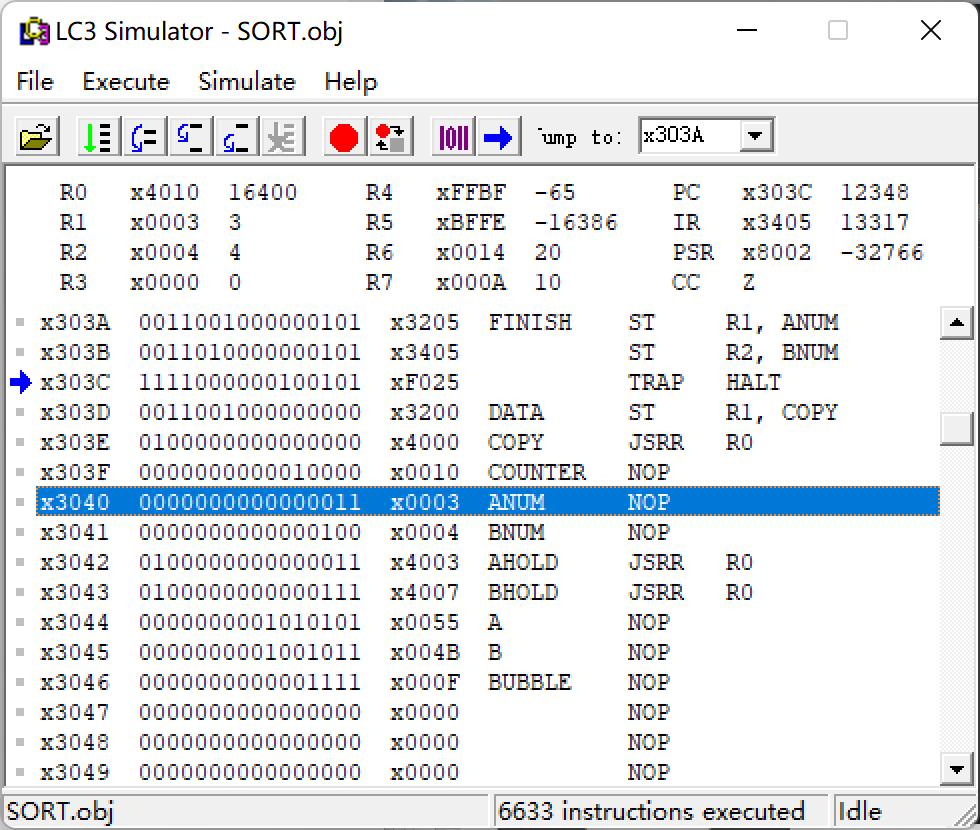 LC3 Simulator - SORT.obj
File Execute Simulate Help
Jump to: x303A
R0 x4010 16400 R4 xFFBF -65 PC x303C 12348
R1 x0003 3 R5 xBFFE -16386 IR x3405 13317
R2 x0004 4 R6 x0014 20 PSR x8002 -32766
R3 x0000 0 R7 x000A 10 CC Z
x303A 0011001000000101 x3205 FINISH ST R1, ANUM
x303B 0011010000000101 x3405 ST R2, BNUM
x303C 1111000000100101 xF025 TRAP HALT
x303D 0011001000000000 x3200 DATA ST R1, COPY
x303E 0100000000000000 x4000 COPY JSRR R0
x303F 0000000000010000 x0010 COUNTER NOP
x3040 0000000000000011 x0003 ANUM NOP
x3041 0000000000000100 x0004 BNUM NOP
x3042 0100000000000011 x4003 AHOLD JSRR R0
x3043 0100000000000111 x4007 BHOLD JSRR R0
x3044 0000000001010101 x0055 A NOP
x3045 0000000001001011 x004B B NOP
x3046 0000000000001111 x000F BUBBLE NOP
x3047 0000000000000000 x0000 NOP
x3048 0000000000000000 x0000 NOP
x3049 0000000000000000 x0000 NOP
SORT.obj 6633 instructions executed Idle